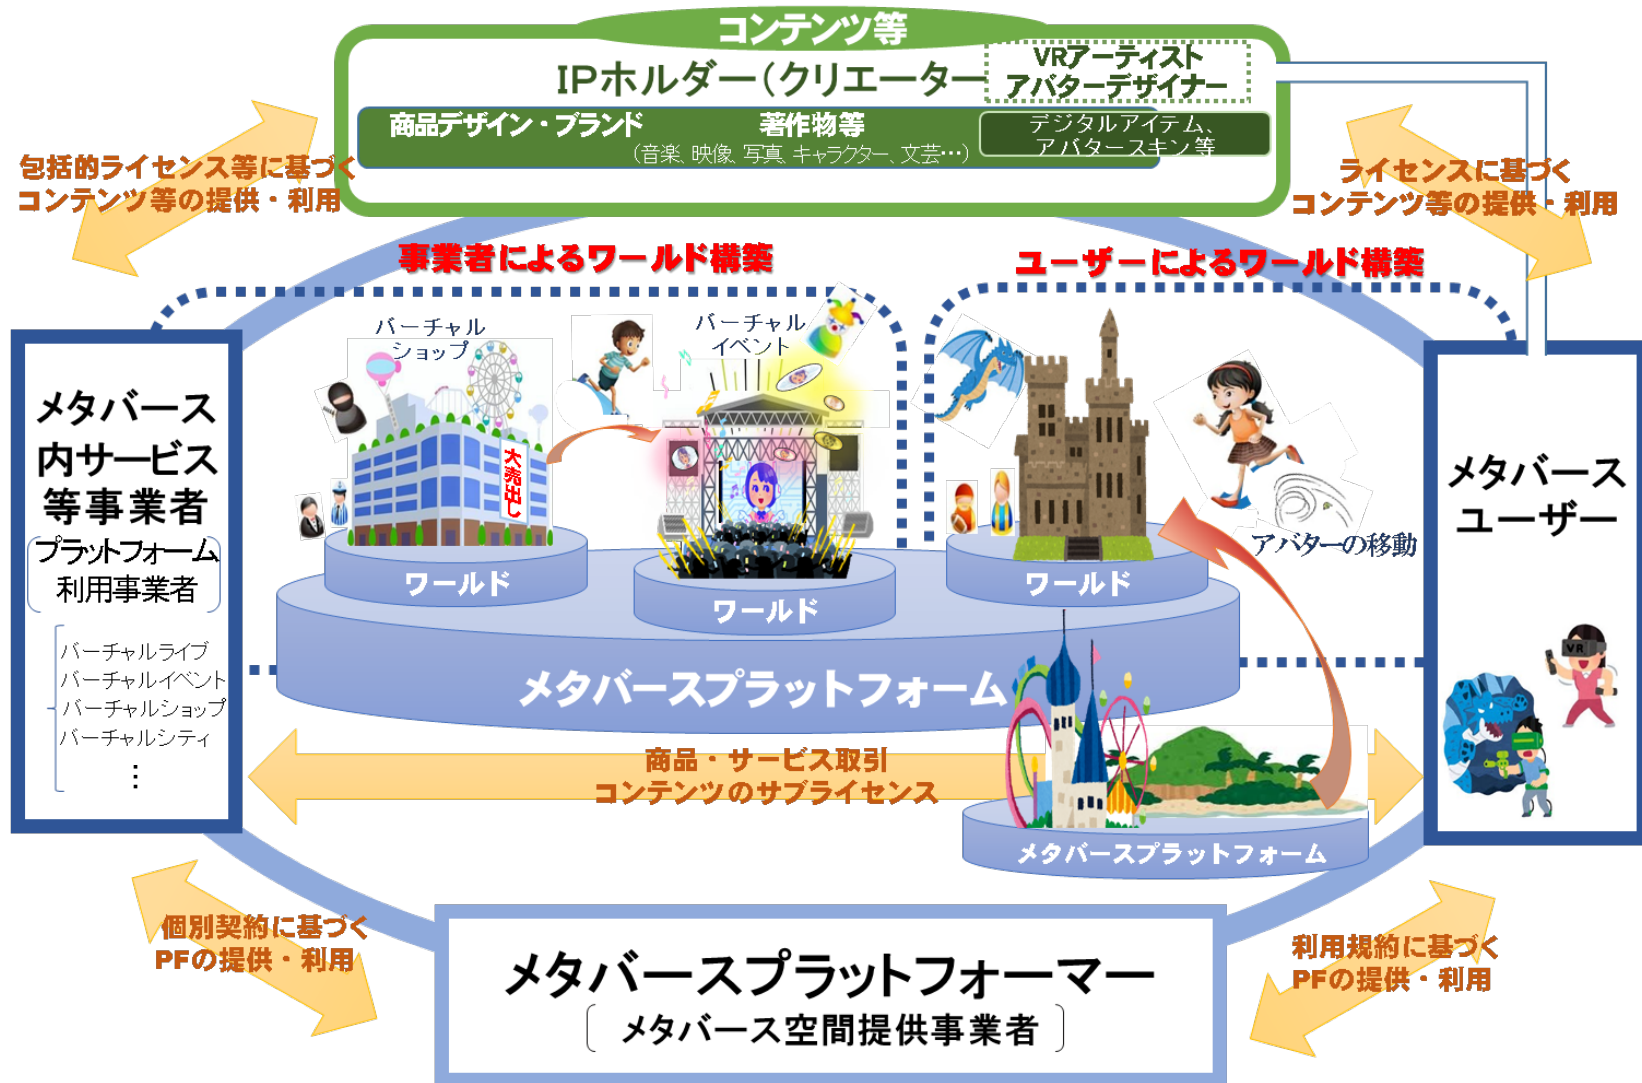 コンテンツ等
IPホルダー(クリエーター
VRアーティスト
アバターデザイナー
商品デザイン・ブランド
著作物等
(音楽、映像、写真、キャラクター、文芸…)
デジタルアイテム、
アバタースキン等
包括的ライセンス等に基づく
コンテンツ等の提供・利用
ライセンスに基づく
コンテンツ等の提供・利用
事業者によるワールド構築
ユーザーによるワールド構築
バーチャル
ショップ
バーチャル
イベント
大売出し
メタバース
内サービス
等事業者
プラットフォーム
利用事業者
バーチャルライブ
バーチャルイベント
バーチャルショップ
バーチャルシティ
⋮
メタバース
ユーザー
VR
アバターの移動
ワールド
ワールド
ワールド
メタバースプラットフォーム
商品・サービス取引
コンテンツのサブライセンス
メタバースプラットフォーム
個別契約に基づく
PFの提供・利用
利用規約に基づく
PFの提供・利用
メタバースプラットフォーマー
メタバース空間提供事業者